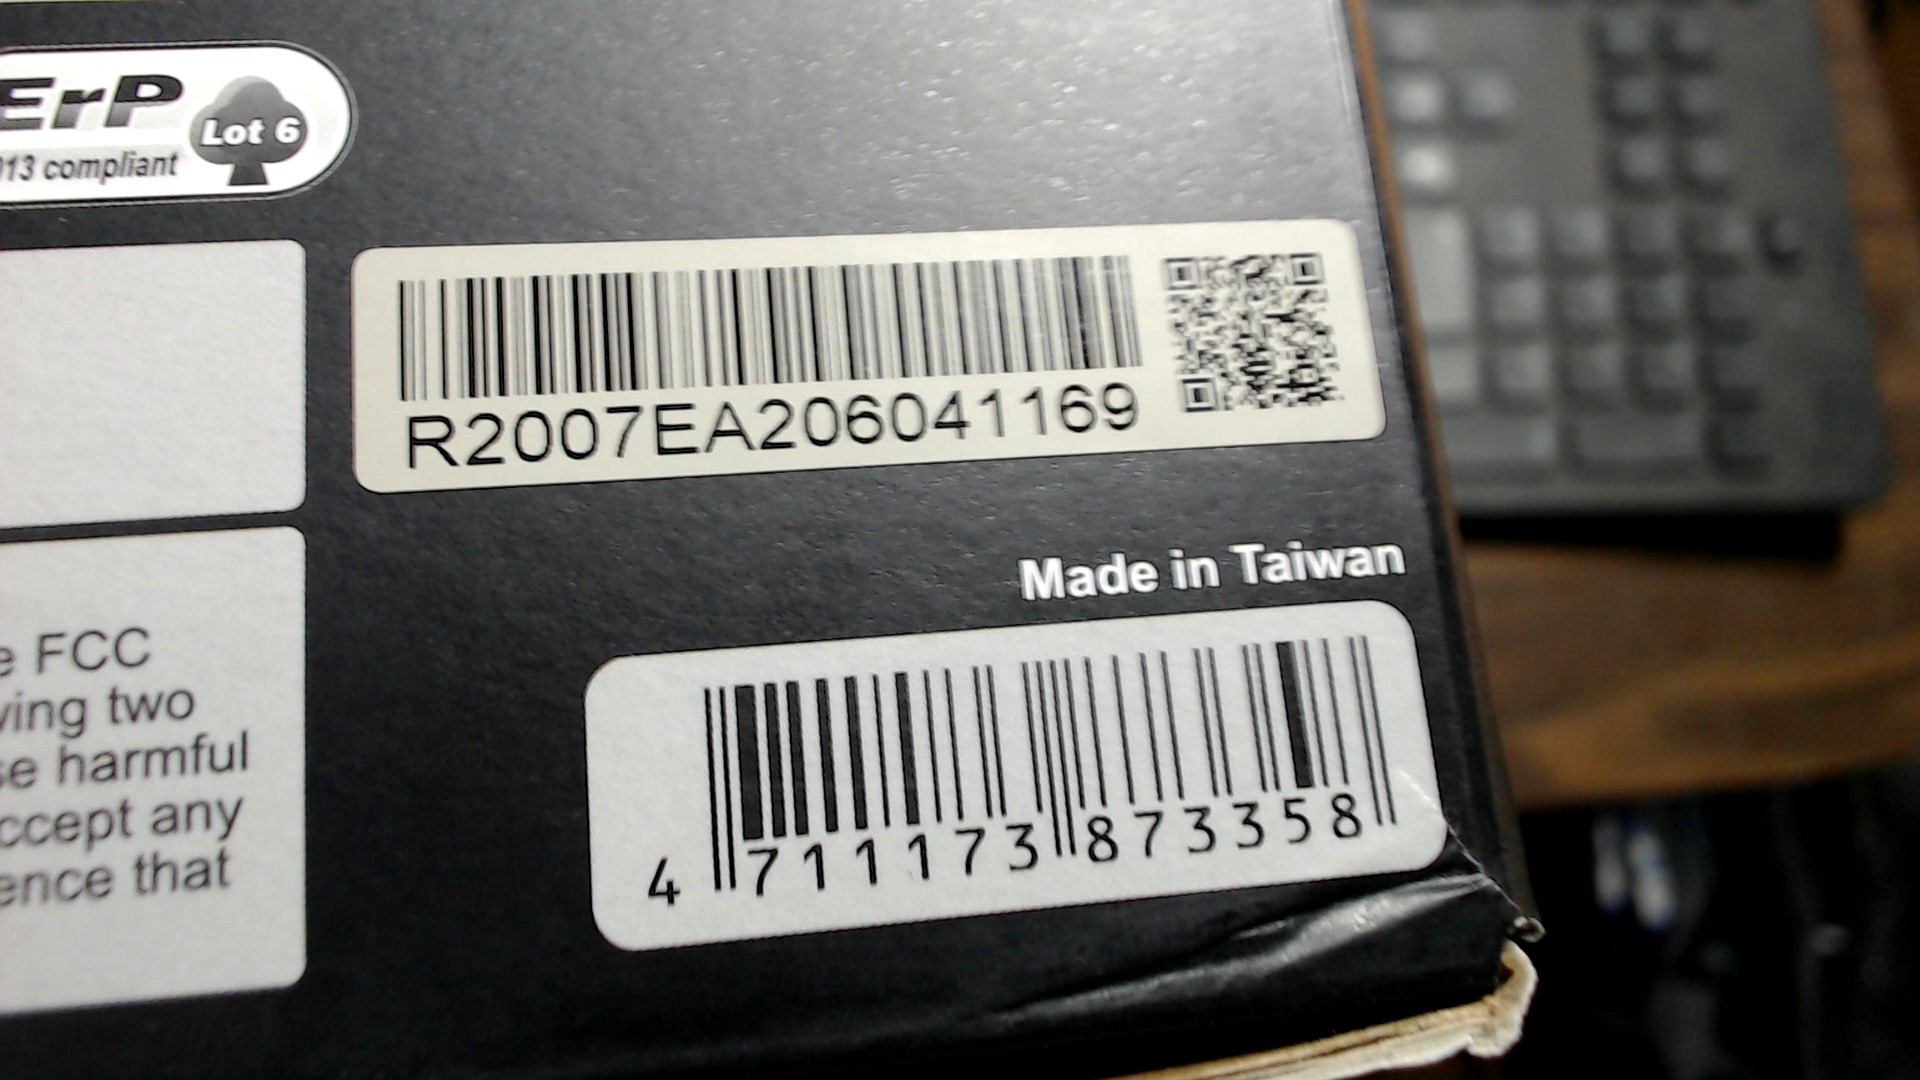 ErP
Lot 6
013 compliant
R2007EA206041169
Made in Taiwan
4 711173 873358
e FCC
ving two
se harmful
ccept any
ence that